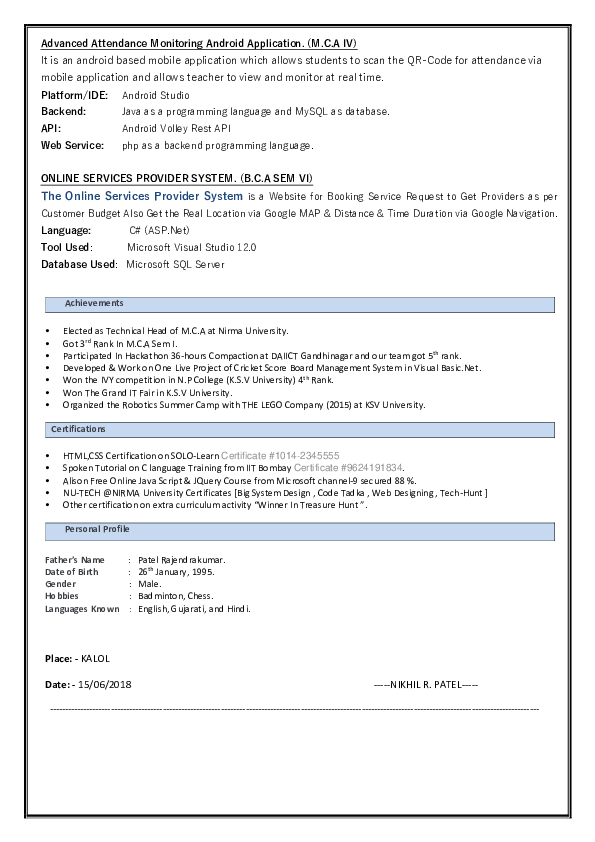 Advanced Attendance Monitoring Android Application. (M.C.A IV)
It is an android based mobile application which allows students to scan the QR-Code for attendance via
mobile application and allows teacher to view and monitor at real time.
Platform/IDE: Android Studio
Backend: Java as a programming language and MySQL as database.
API: Android Volley Rest API
Web Service: php as a backend programming language.
ONLINE SERVICES PROVIDER SYSTEM. (B.C.A SEM VI)
The Online Services Provider System is a Website for Booking Service Request to Get Providers as per
Customer Budget Also Get the Real Location via Google MAP & Distance & Time Duration via Google Navigation.
Language: C# (ASP.Net)
Tool Used: Microsoft Visual Studio 12.0
Database Used: Microsoft SQL Server
Achievements
• Elected as Technical Head of M.C.A at Nirma University.
• Got 3rd Rank In M.C.A Sem I.
• Participated In Hackathon 36-hours Compaction at DAIICT Gandhinagar and our team got 5th rank.
• Developed & Work on One Live Project of Cricket Score Board Management System in Visual Basic.Net.
• Won the IVY competition in N.P College (K.S.V University) 4th Rank.
• Won The Grand IT Fair in K.S.V University.
• Organized the Robotics Summer Camp with THE LEGO Company (2015) at KSV University.
Certifications
• HTML,CSS Certification on SOLO-Learn Certificate #1014-2345555
• Spoken Tutorial on C language Training from IIT Bombay Certificate #9624191834.
• Alison Free Online Java Script & JQuery Course from Microsoft channel-9 secured 88 %.
• NU-TECH @NIRMA University Certificates [Big System Design , Code Tadka , Web Designing , Tech-Hunt ]
• Other certification on extra curriculum activity “Winner In Treasure Hunt ”.
Personal Profile
Father's Name : Patel Rajendrakumar.
Date of Birth : 26th January, 1995.
Gender : Male.
Hobbies : Badminton, Chess.
Languages Known : English, Gujarati, and Hindi.
Place: - KALOL
Date: - 15/06/2018 -----NIKHIL R. PATEL-----